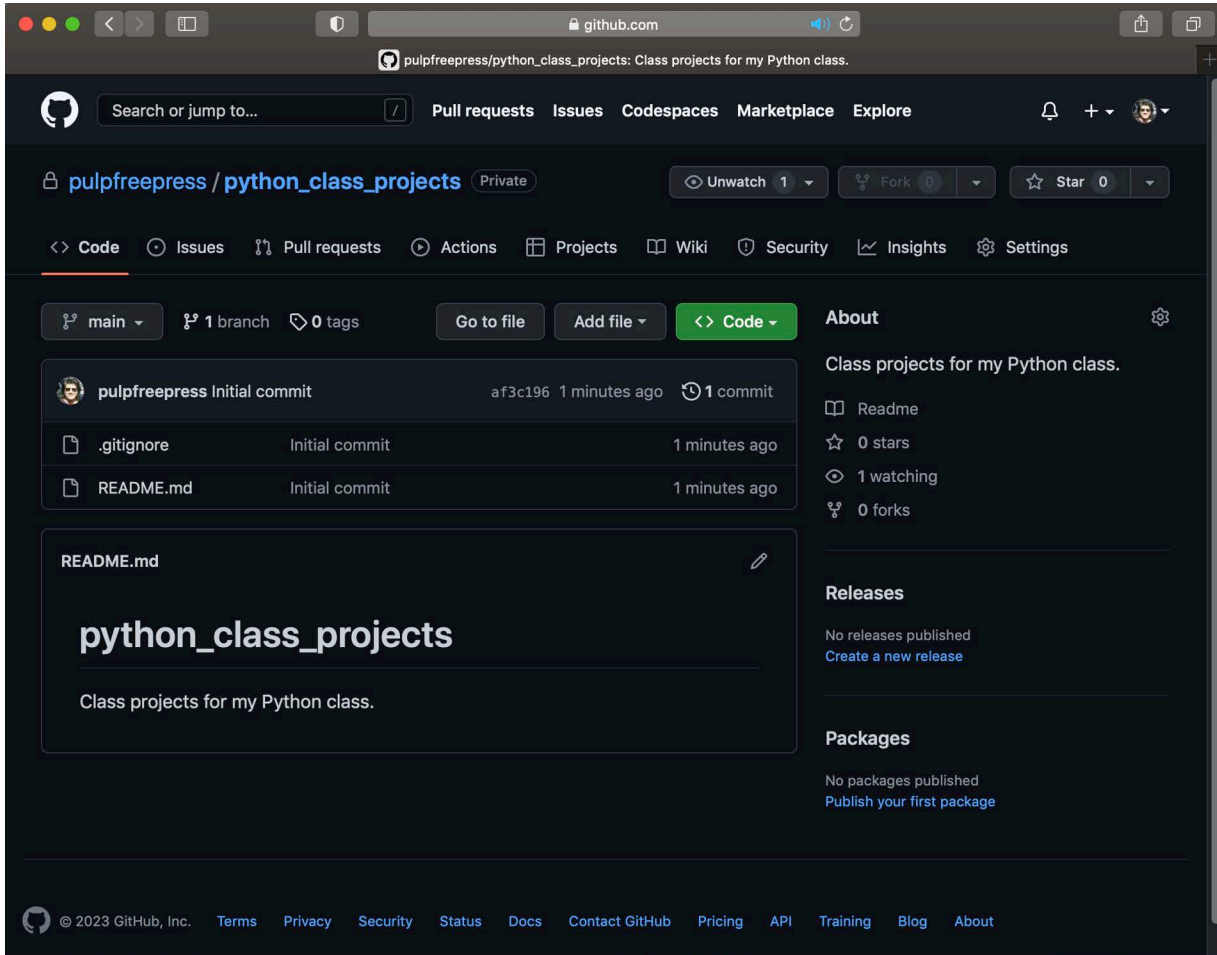 github.com
pulpfreepress/python_class_projects: Class projects for my Python class.
Search or jump to... / Pull requests Issues Codespaces Marketplace Explore
pulpfreepress / python_class_projects Private Unwatch 1 Fork 0 Star 0
Code Issues Pull requests Actions Projects Wiki Security Insights Settings
main 1 branch 0 tags Go to file Add file Code
pulpfreepress Initial commit af3c196 1 minutes ago 1 commit
.gitignore Initial commit 1 minutes ago
README.md Initial commit 1 minutes ago
README.md
python_class_projects
Class projects for my Python class.
About
Class projects for my Python class.
Readme
0 stars
1 watching
0 forks
Releases
No releases published
Create a new release
Packages
No packages published
Publish your first package
© 2023 GitHub, Inc. Terms Privacy Security Status Docs Contact GitHub Pricing API Training Blog About